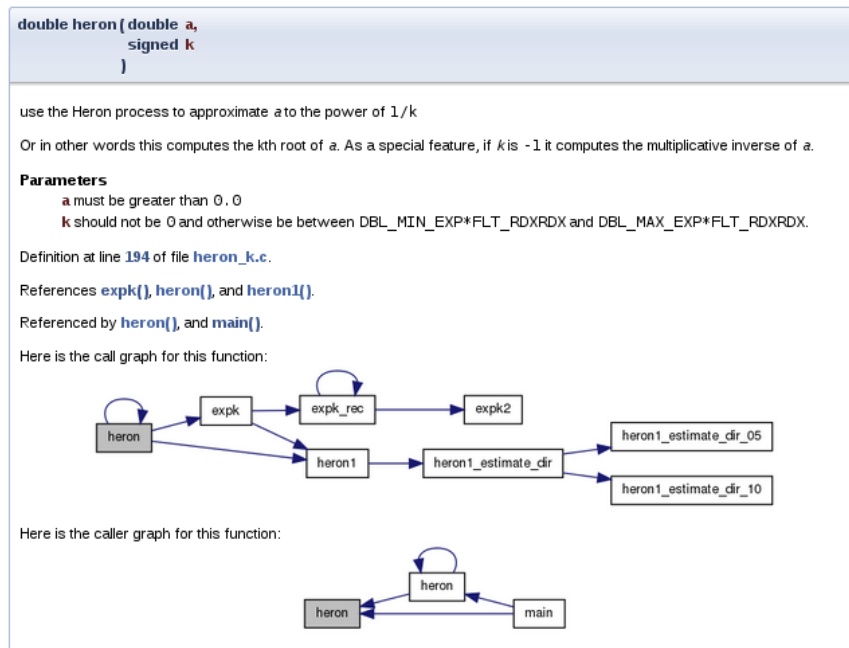 double heron ( double a,
signed k
)
use the Heron process to approximate a to the power of 1/k
Or in other words this computes the kth root of a. As a special feature, if k is -1 it computes the multiplicative inverse of a.
Parameters
a must be greater than 0.0
k should not be 0 and otherwise be between DBL_MIN_EXP*FLT_RDXRDX and DBL_MAX_EXP*FLT_RDXRDX.
Definition at line 194 of file heron_k.c.
References expk(), heron(), and heron1().
Referenced by heron(), and main().
Here is the call graph for this function:
heron
expk
expk_rec
expk2
heron1
heron1_estimate_dir
heron1_estimate_dir_05
heron1_estimate_dir_10
Here is the caller graph for this function:
heron
heron
main